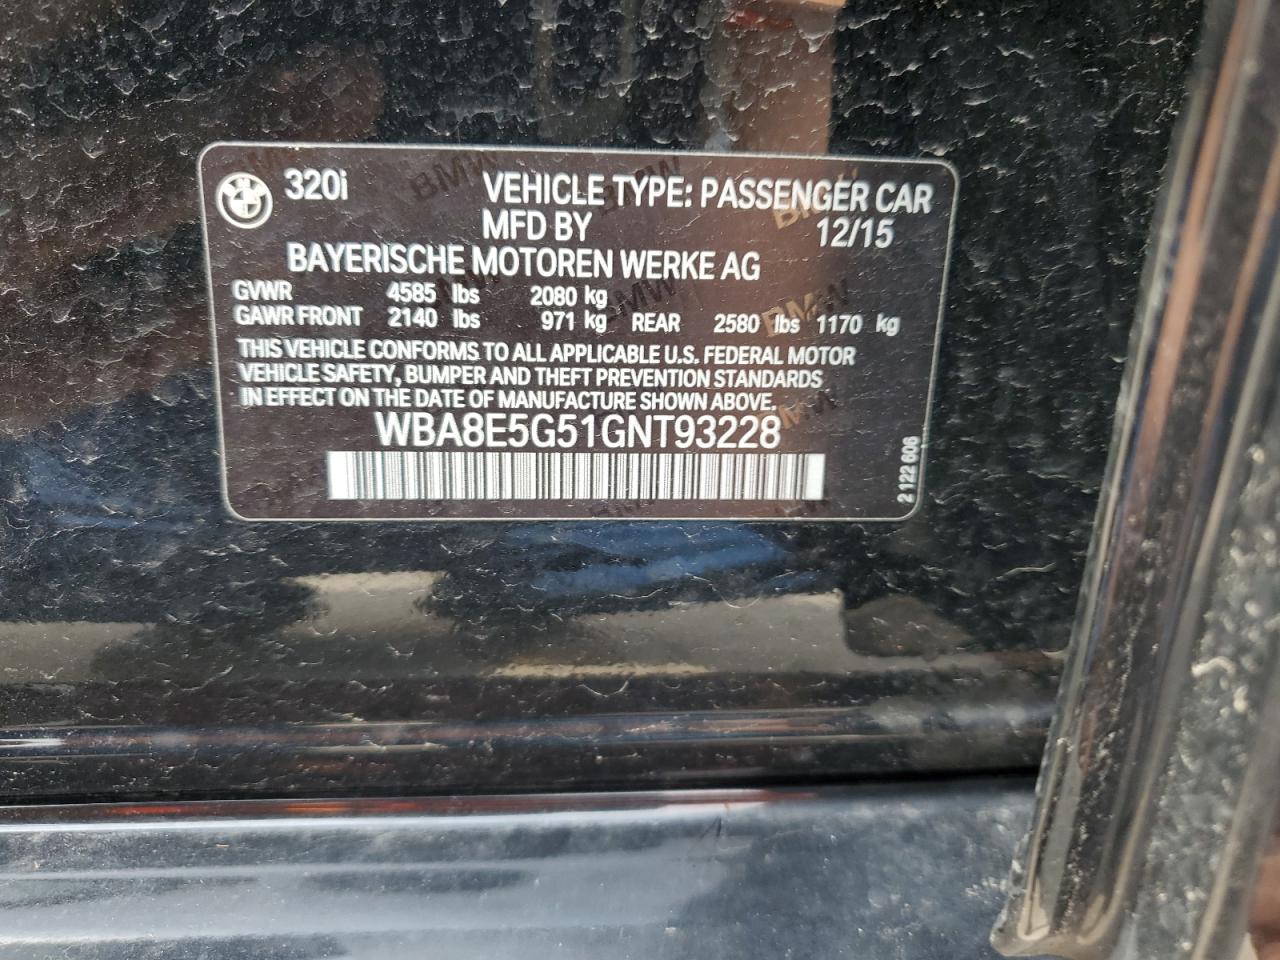 320i VEHICLE TYPE: PASSENGER CAR
MFD BY 12/15
BAYERISCHE MOTOREN WERKE AG
GVWR 4585 lbs 2080 kg
GAWR FRONT 2140 lbs 971 kg REAR 2580 lbs 1170 kg
THIS VEHICLE CONFORMS TO ALL APPLICABLE U.S. FEDERAL MOTOR
VEHICLE SAFETY, BUMPER AND THEFT PREVENTION STANDARDS
IN EFFECT ON THE DATE OF MANUFACTURE SHOWN ABOVE.
WBA8E5G51GNT93228
2 122 606